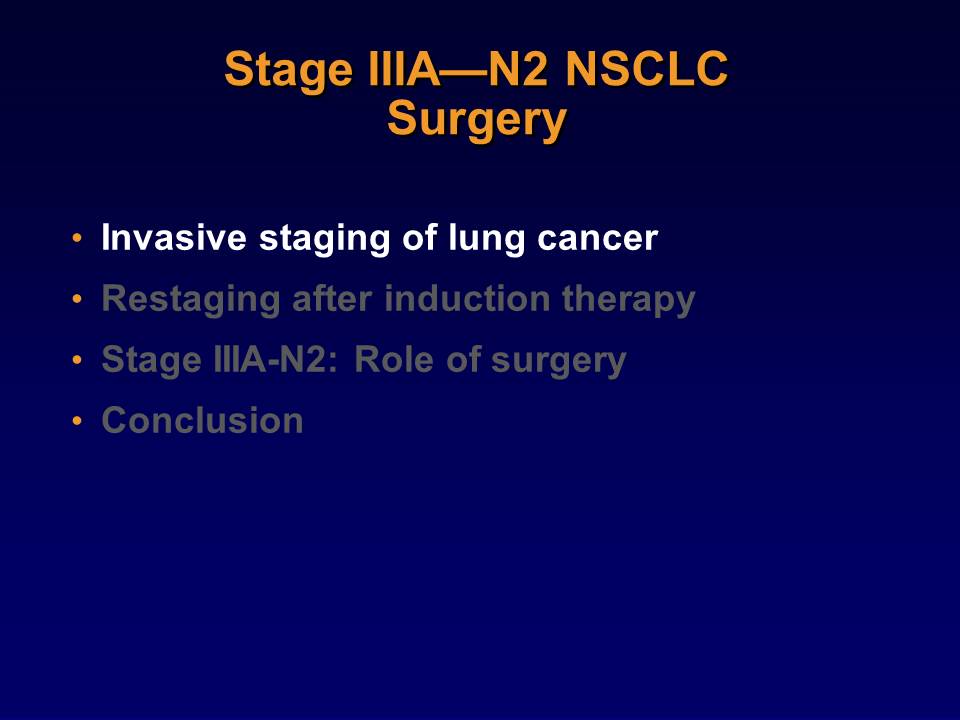 Stage IIIA—N2 NSCLC
Surgery
• Invasive staging of lung cancer
• Restaging after induction therapy
• Stage IIIA-N2: Role of surgery
• Conclusion